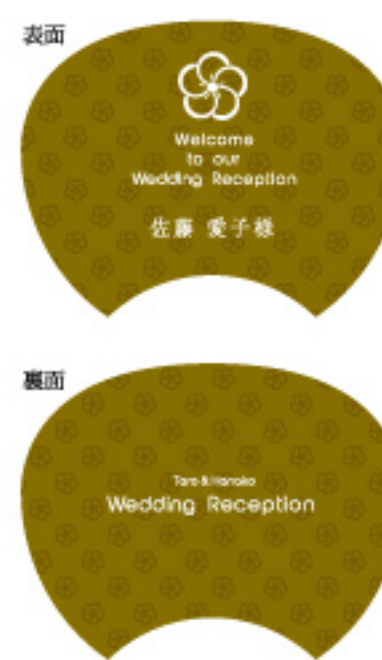 表面
Welcome
to our
Wedding Reception
佐藤 愛子様
裏面
Taro & Hanako
Wedding Reception